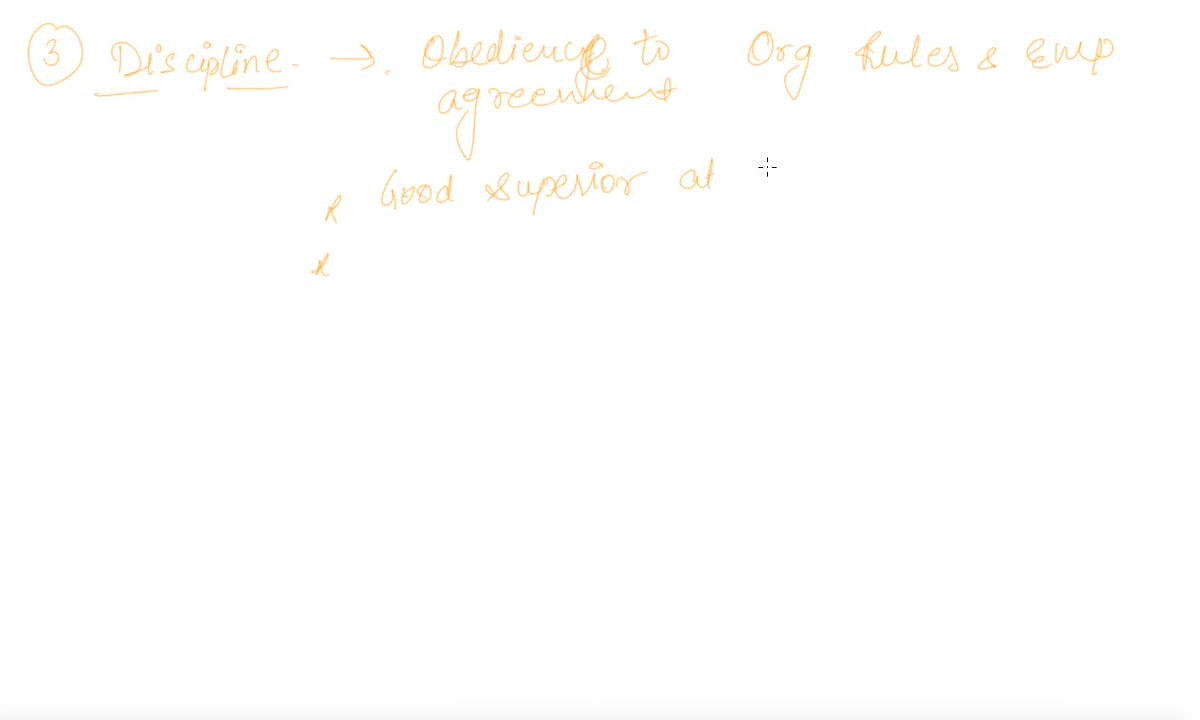 ③ Discipline → Obedience to Org Rules & Emp
agreement
* Good superior at
*